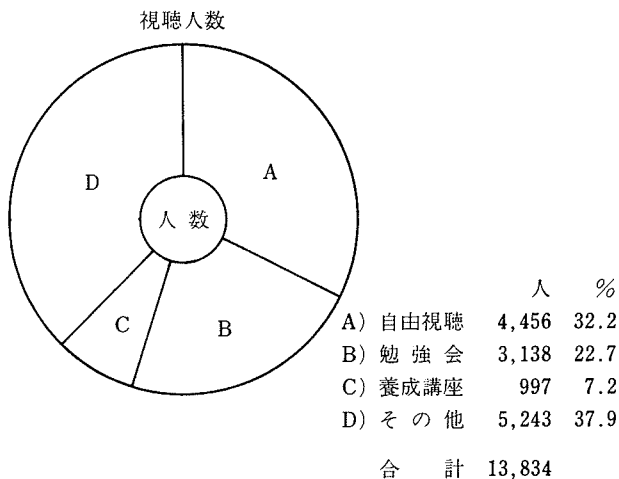 視聴人数
D
A
人数
C
B
人 %
A) 自由視聴 4,456 32.2
B) 勉強会 3,138 22.7
C) 養成講座 997 7.2
D) その他 5,243 37.9
合計 13,834